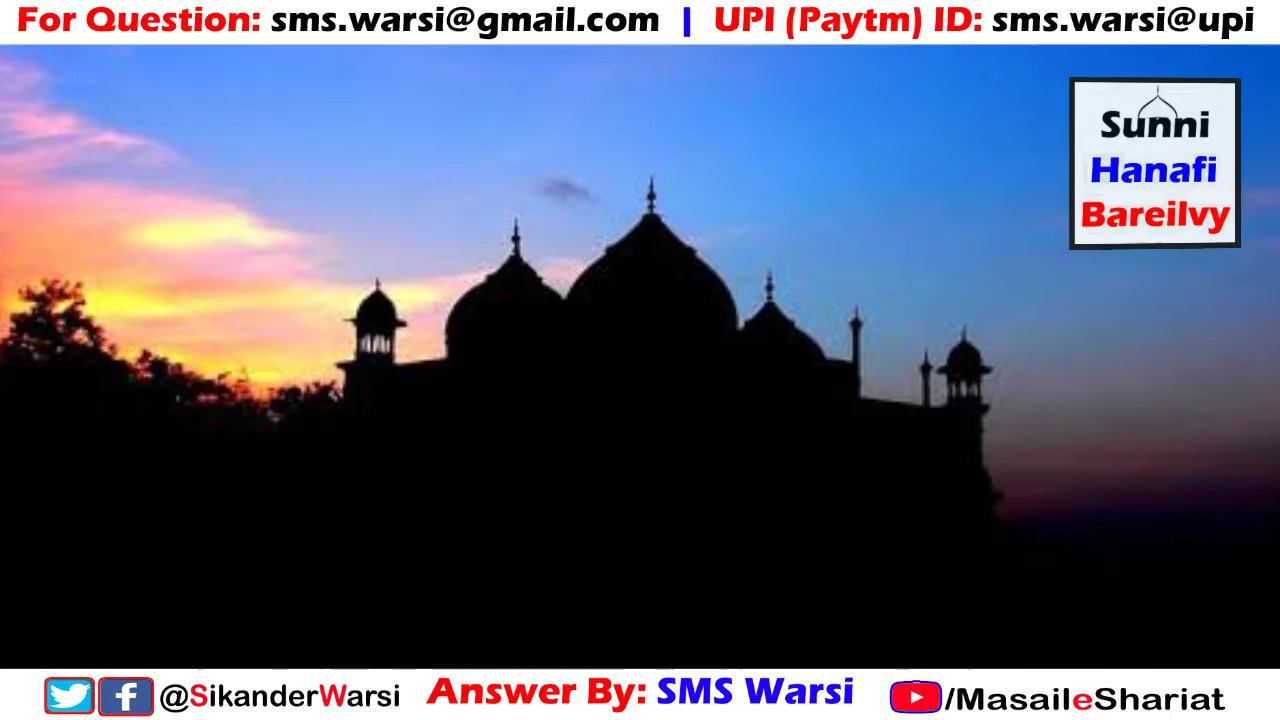 For Question: sms.warsi@gmail.com | UPI (Paytm) ID: sms.warsi@upi
Sunni
Hanafi
Bareilvy
@SikanderWarsi
Answer By: SMS Warsi
/MasaileShariat